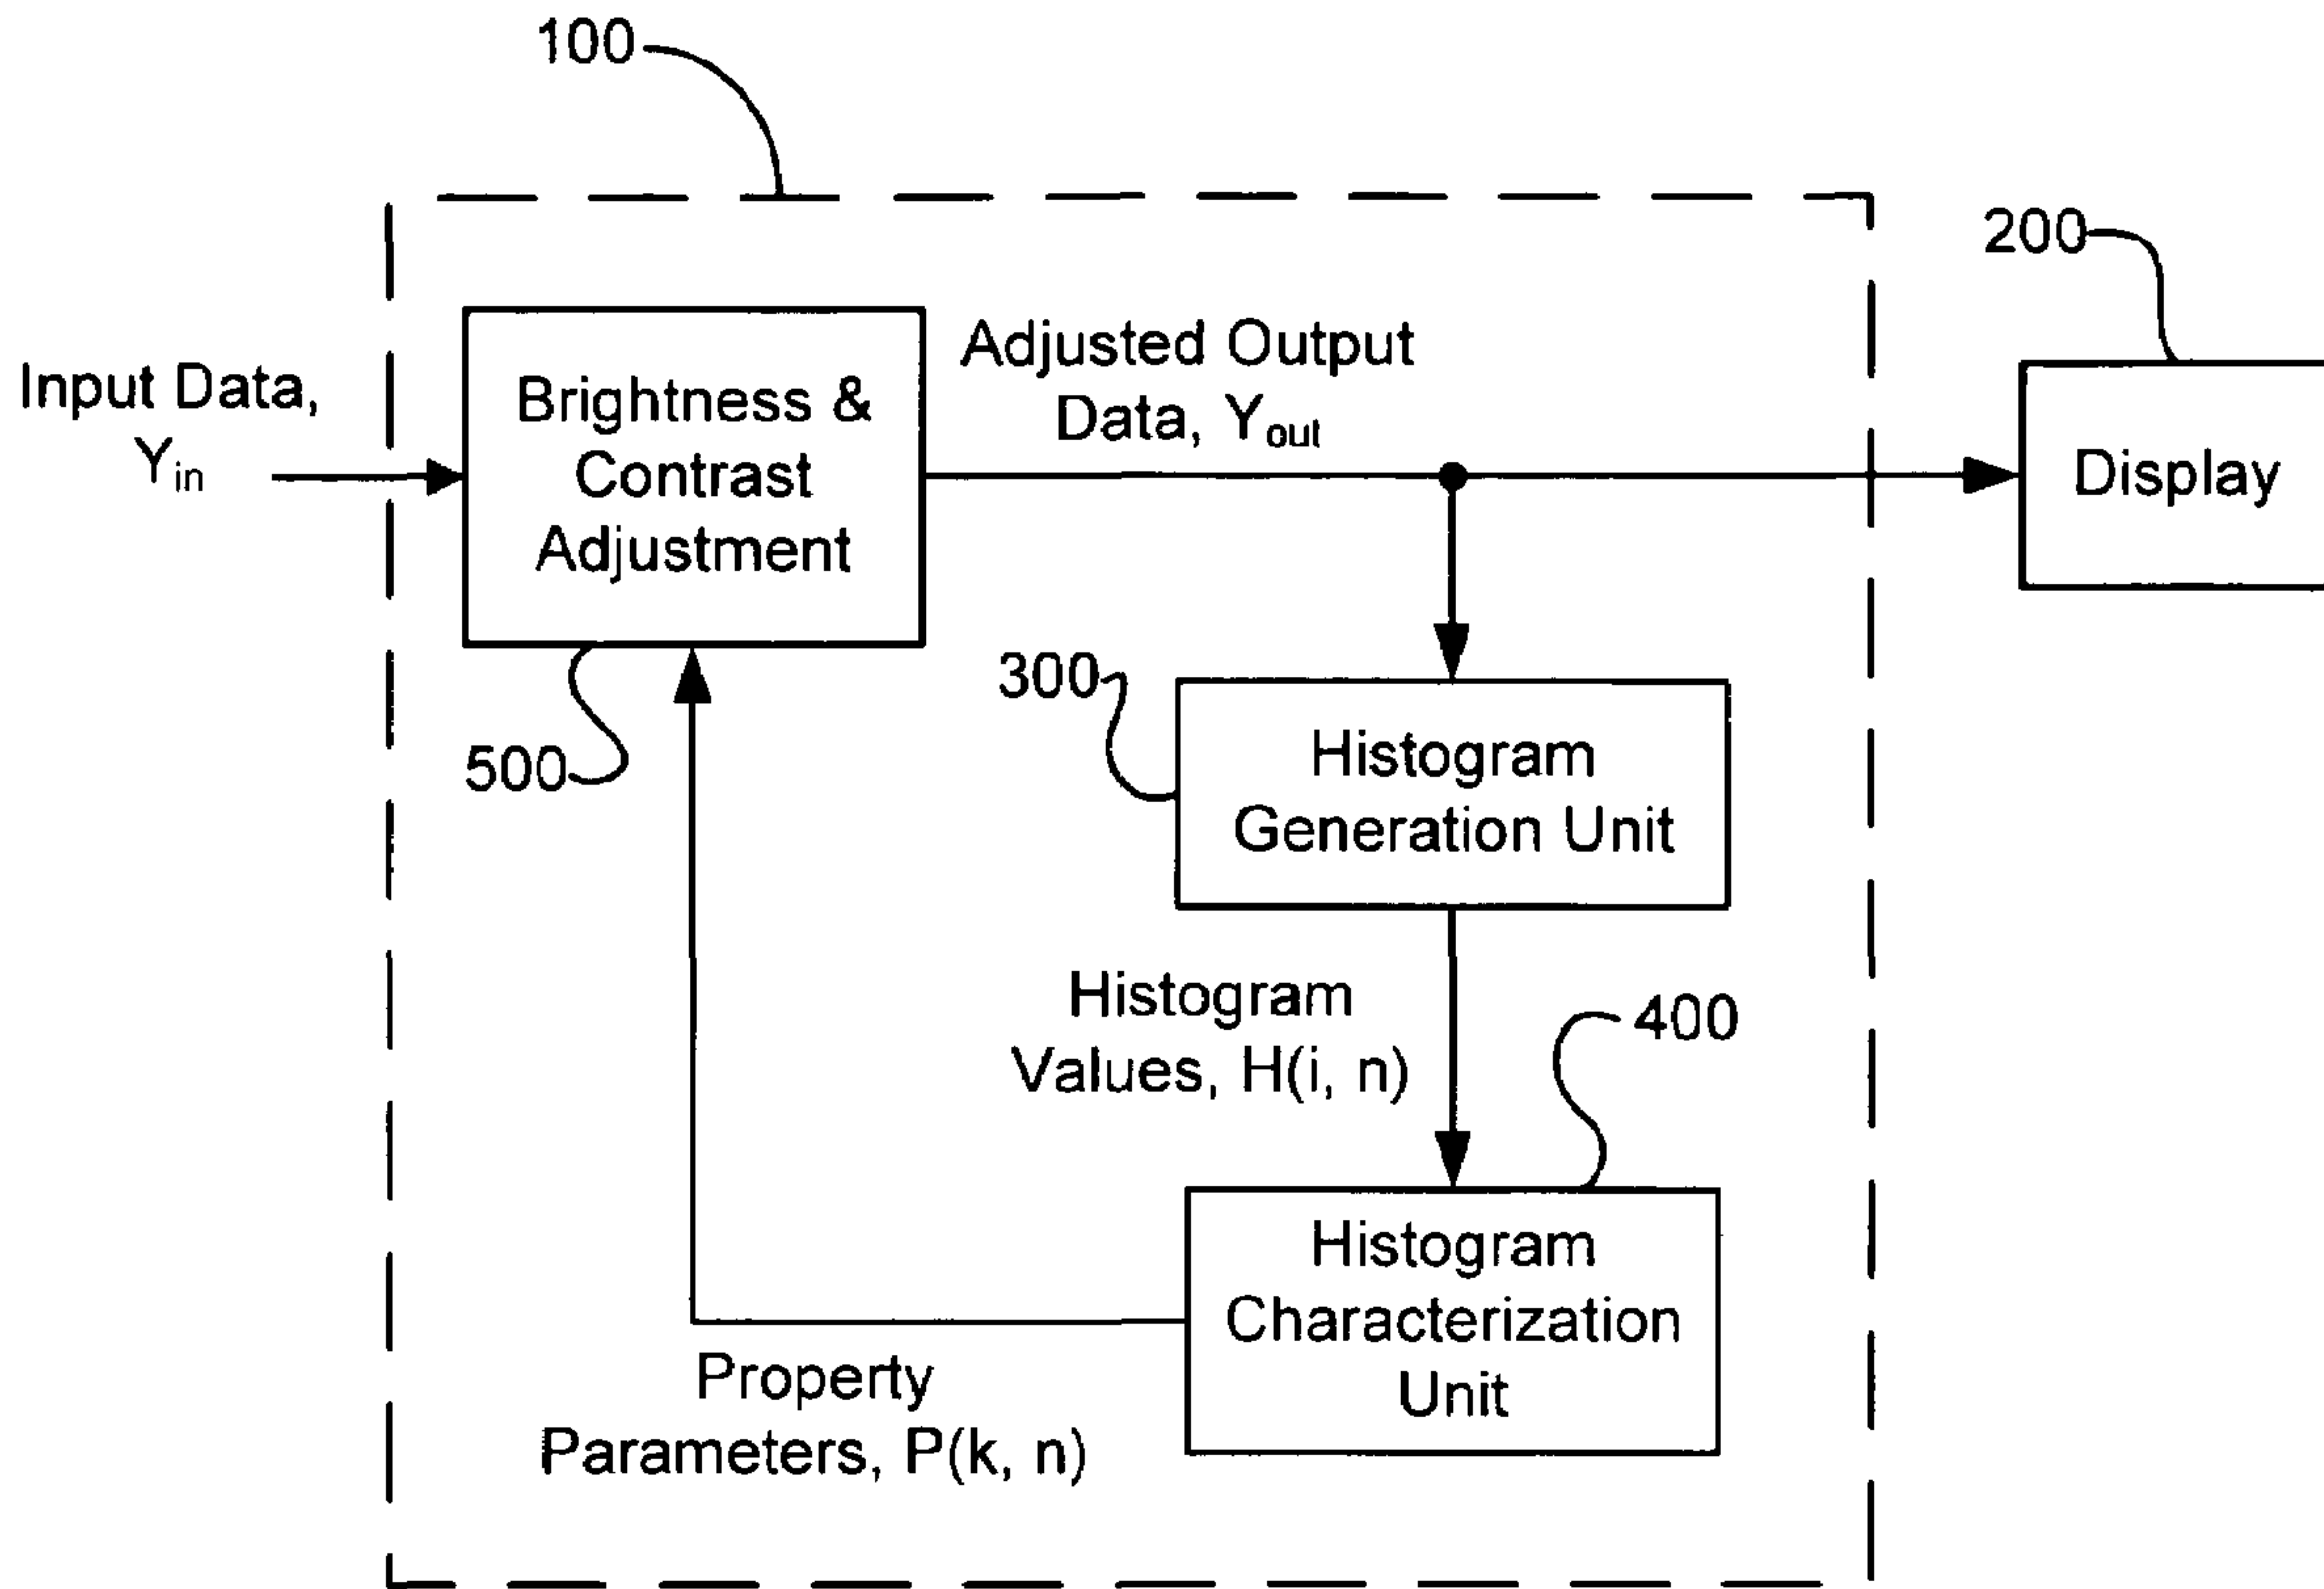 100
200
Input Data,
Yin
Brightness &
Contrast
Adjustment
Adjusted Output
Data, Yout
Display
500
300
Histogram
Generation Unit
Histogram
Values, H(i, n)
400
Histogram
Characterization
Unit
Property
Parameters, P(k, n)